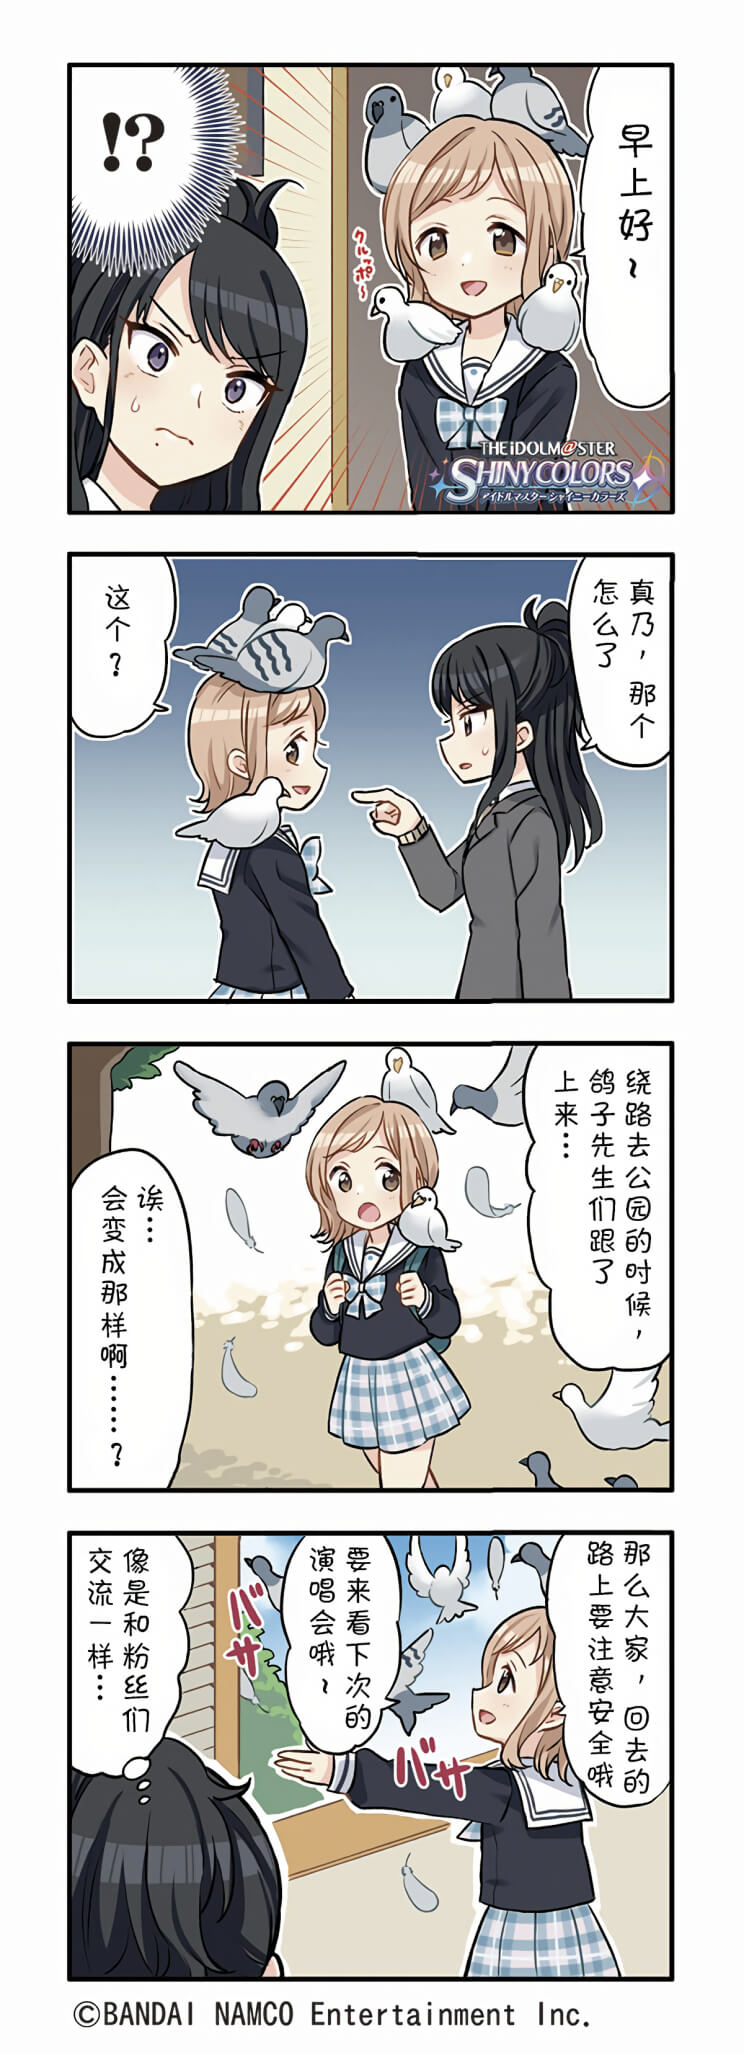 早上好~
!?
クルッポ～
THE iDOLM@STER
SHINYCOLORS
アイドルマスター シャイニーカラーズ
真乃，那个
怎么了
这个？
绕路去公园的时候，
鸽子先生们跟了
上来…
诶…
会变成那样啊……？
那么大家，回去的
路上要注意安全哦
要来看下次的
演唱会哦~
バサ
バサ
像是和粉丝们
交流一样…
©BANDAI NAMCO Entertainment Inc.